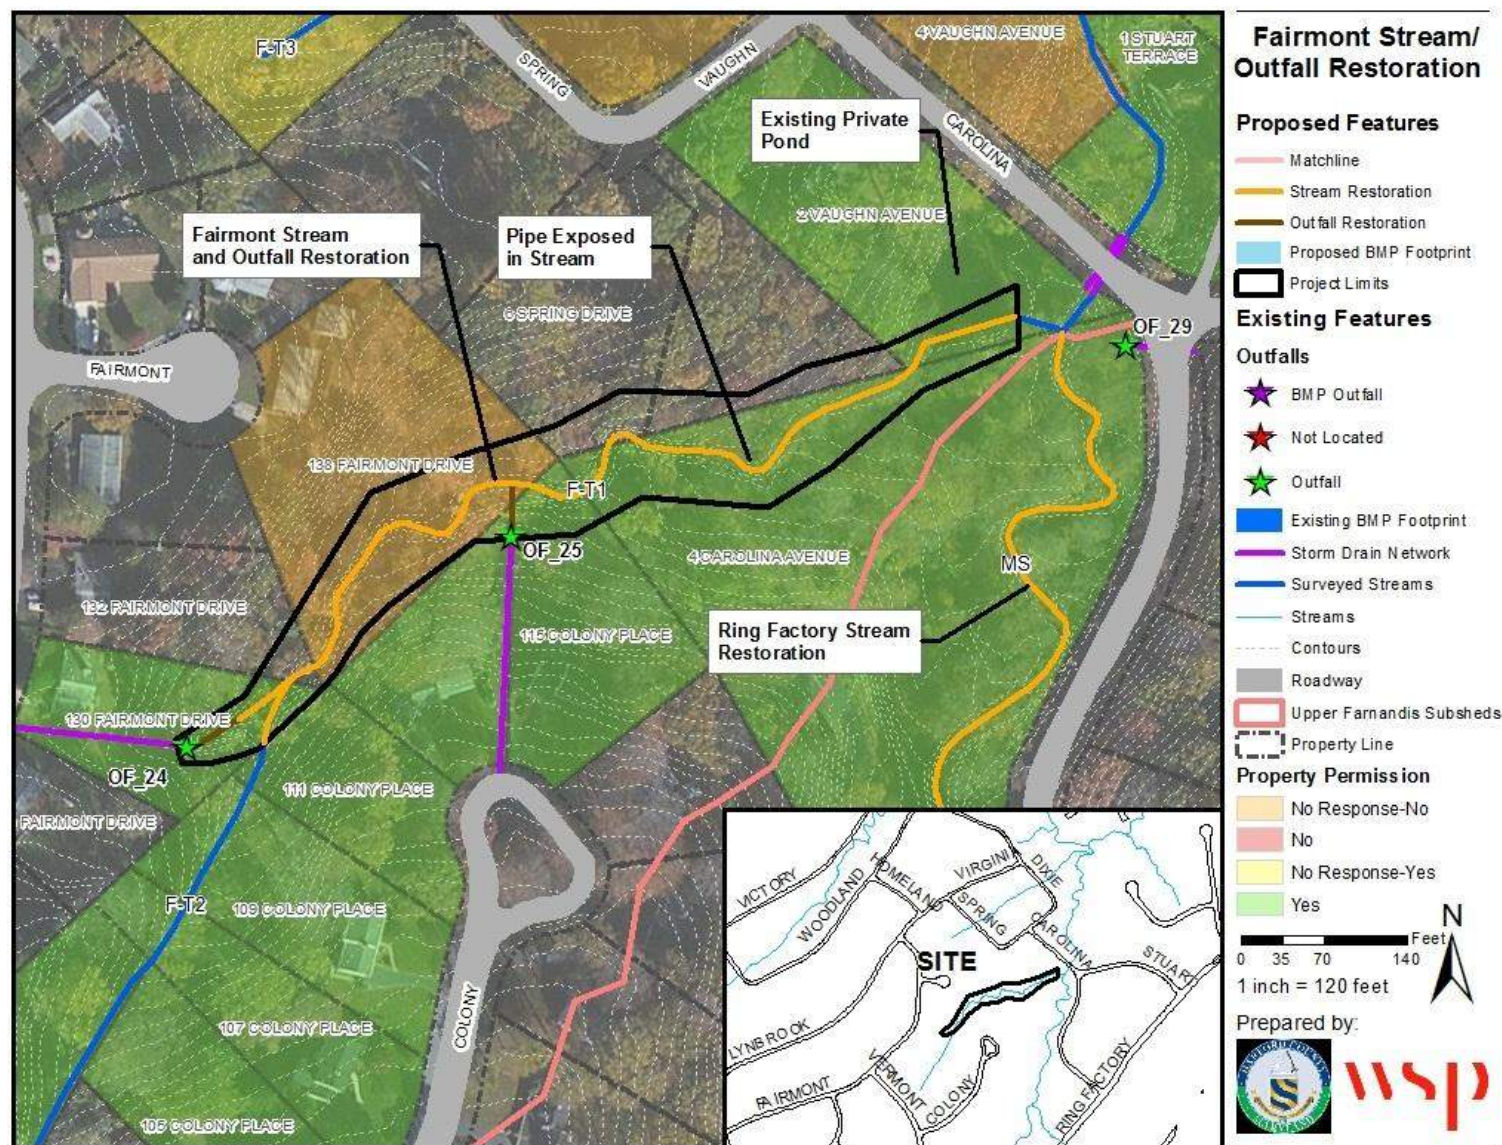 F-T3
SPRING
VAUGHN
4 VAUGHN AVENUE
1 STUART
TERRACE
Existing Private
Pond
CAROLINA
2 VAUGHN AVENUE
Fairmont Stream
and Outfall Restoration
Pipe Exposed
in Stream
6 SPRING DRIVE
OF_29
FAIRMONT
138 FAIRMONT DRIVE
F-T1
OF_25
4 CAROLINA AVENUE
MS
132 FAIRMONT DRIVE
115 COLONY PLACE
Ring Factory Stream
Restoration
130 FAIRMONT DRIVE
OF_24
111 COLONY PLACE
FAIRMONT DRIVE
F-T2
109 COLONY PLACE
COLONY
107 COLONY PLACE
105 COLONY PLACE
VICTORY
WOODLAND
HOMELAND
VIRGINIA
DIXIE
SPRING
CAROLINA
STUART
SITE
LYNBROOK
FAIRMONT
VERMONT
COLONY
RING FACTORY
Fairmont Stream/
Outfall Restoration
Proposed Features
Matchline
Stream Restoration
Outfall Restoration
Proposed BMP Footprint
Project Limits
Existing Features
Outfalls
BMP Outfall
Not Located
Outfall
Existing BMP Footprint
Storm Drain Network
Surveyed Streams
Streams
Contours
Roadway
Upper Farnandis Subsheds
Property Line
Property Permission
No Response-No
No
No Response-Yes
Yes
N
Feet
0 35 70 140
1 inch = 120 feet
Prepared by:
HARFORD COUNTY
MARYLAND
wsp